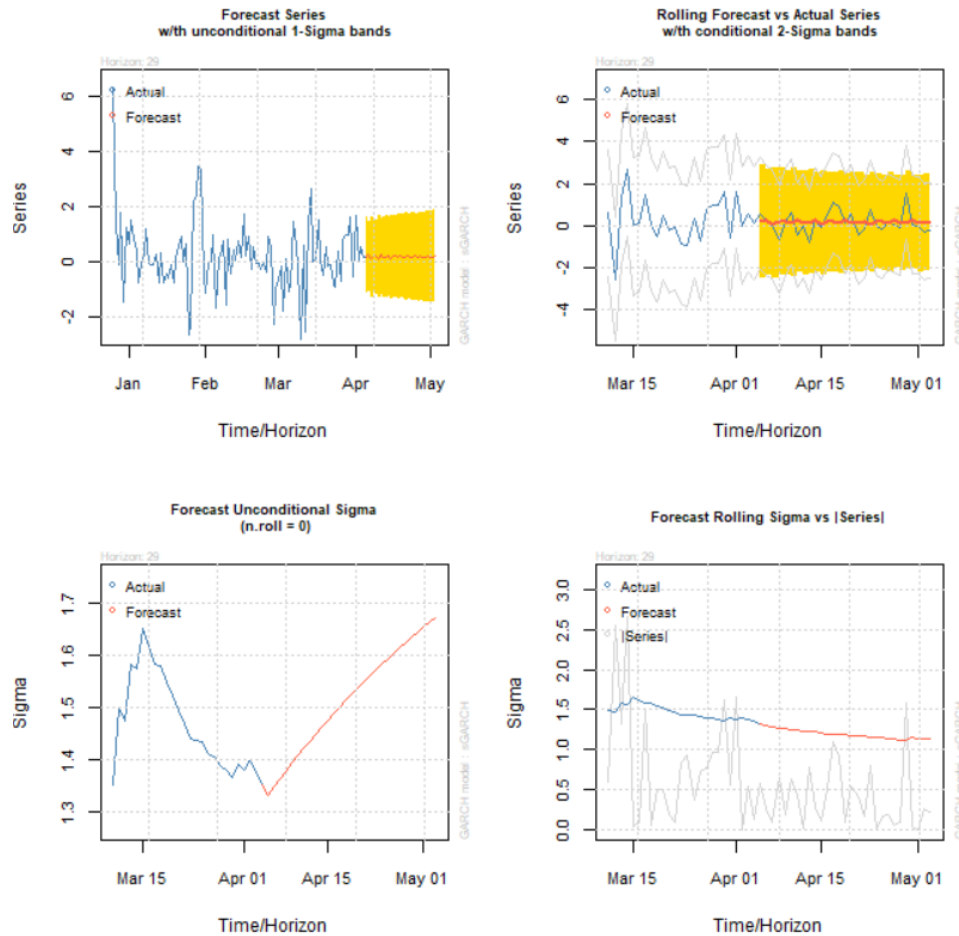 Forecast Series
w/th unconditional 1-Sigma bands
Horizon: 29
Actual
Forecast
6
4
2
0
-2
Series
Jan Feb Mar Apr May
Time/Horizon
GARCH model : sGARCH
Rolling Forecast vs Actual Series
w/th conditional 2-Sigma bands
Horizon: 29
Actual
Forecast
6
4
2
0
-2
-4
Series
Mar 15 Apr 01 Apr 15 May 01
Time/Horizon
GARCH model : sGARCH
Forecast Unconditional Sigma
(n.roll = 0)
Horizon: 29
Actual
Forecast
1.7
1.6
1.5
1.4
1.3
Sigma
Mar 15 Apr 01 Apr 15 May 01
Time/Horizon
GARCH model : sGARCH
Forecast Rolling Sigma vs |Series|
Horizon: 29
Actual
Forecast
|Series|
3.0
2.5
2.0
1.5
1.0
0.5
0.0
Sigma
Mar 15 Apr 01 Apr 15 May 01
Time/Horizon
GARCH model : sGARCH